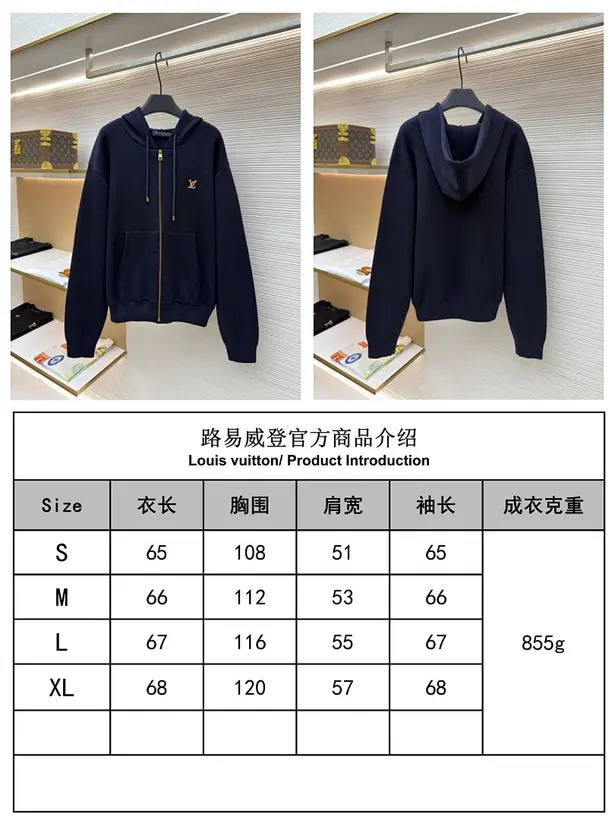 LV
路易威登官方商品介绍
Louis vuitton/ Product Introduction
Size 衣长 胸围 肩宽 袖长 成衣克重
S 65 108 51 65
M 66 112 53 66
L 67 116 55 67
XL 68 120 57 68
855g